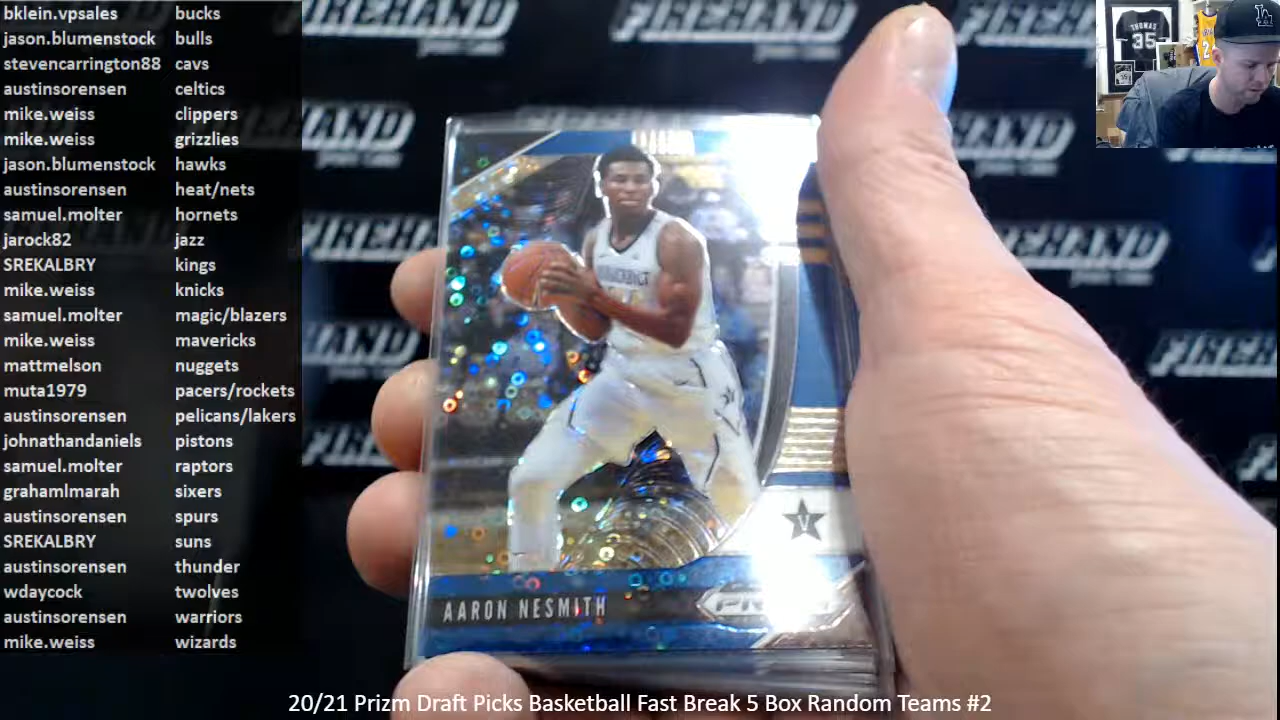 bklein.vpsales bucks
jason.blumenstock bulls
stevencarrington88 cavs
austinsorensen celtics
mike.weiss clippers
mike.weiss grizzlies
jason.blumenstock hawks
austinsorensen heat/nets
samuel.molter hornets
jarock82 jazz
SREKALBRY kings
mike.weiss knicks
samuel.molter magic/blazers
mike.weiss mavericks
mattmelson nuggets
muta1979 pacers/rockets
austinsorensen pelicans/lakers
johnathandaniels pistons
samuel.molter raptors
grahamlmarah sixers
austinsorensen spurs
SREKALBRY suns
austinsorensen thunder
wdaycock twolves
austinsorensen warriors
mike.weiss wizards
FIREHAND
THOMAS
35
V
AARON NESMITH
PRIZM
20/21 Prizm Draft Picks Basketball Fast Break 5 Box Random Teams #2